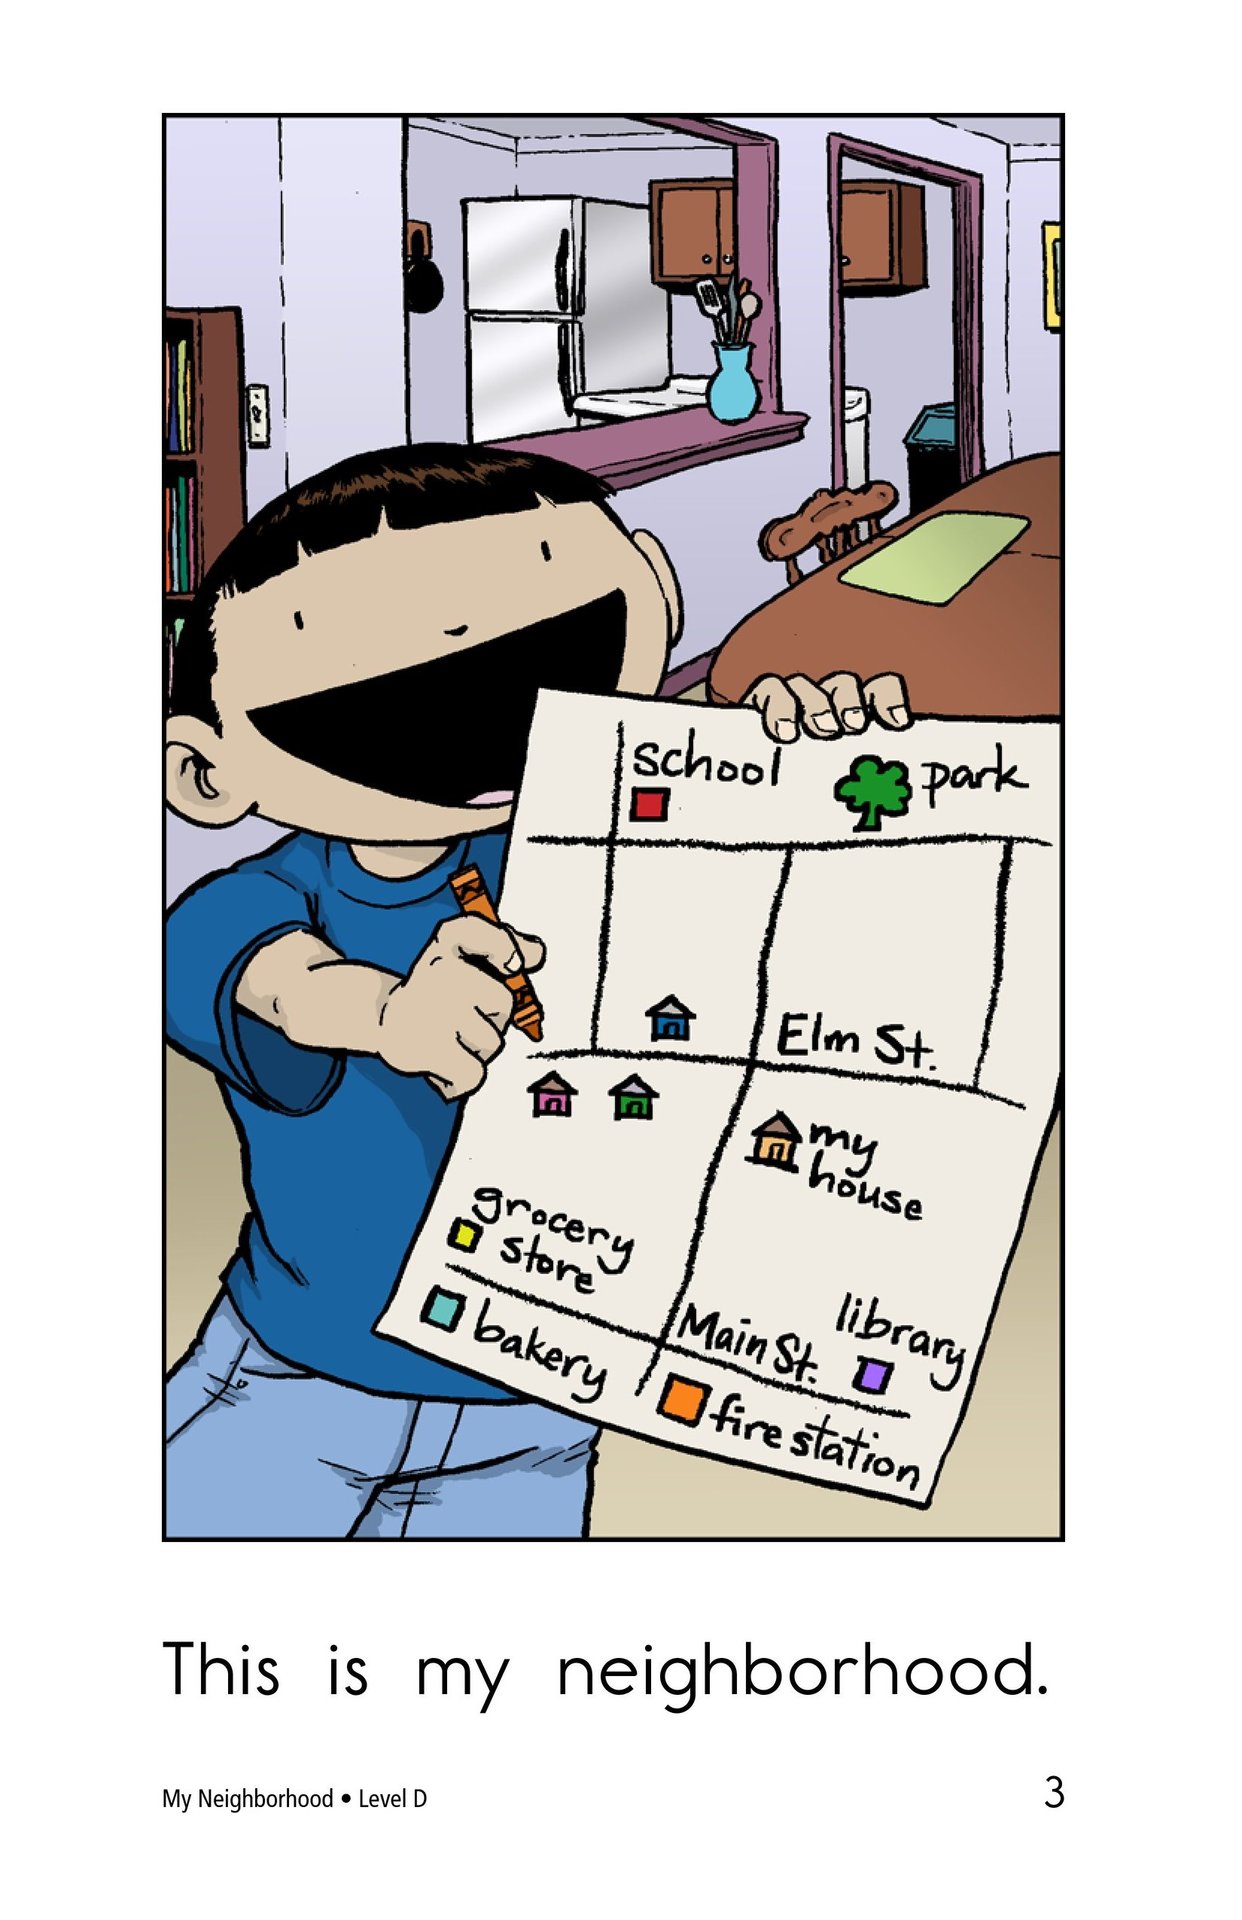 school
park
Elm St.
my
house
grocery
store
Main St.
library
bakery
fire station
This is my neighborhood.
My Neighborhood • Level D
3